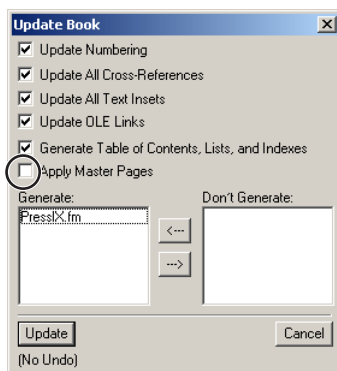 Update Book
Update Numbering
Update All Cross-References
Update All Text Insets
Update OLE Links
Generate Table of Contents, Lists, and Indexes
Apply Master Pages
Generate: Don't Generate:
PressIX.fm
<---
--->
Update Cancel
(No Undo)